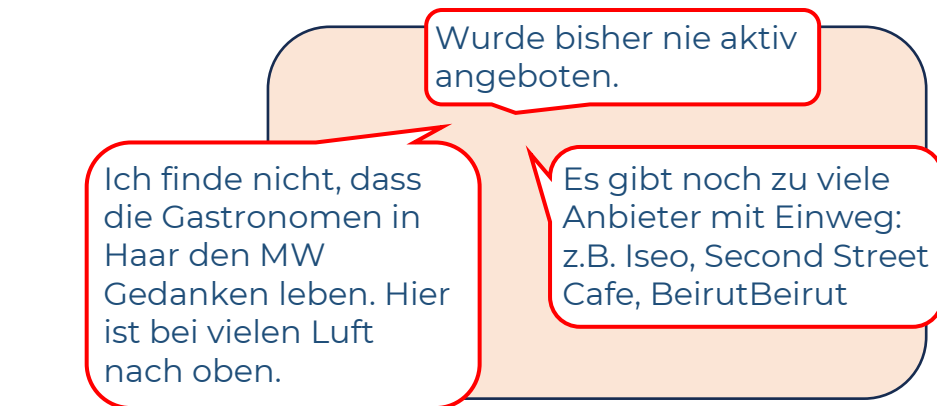 Wurde bisher nie aktiv
angeboten.
Ich finde nicht, dass
die Gastronomen in
Haar den MW
Gedanken leben. Hier
ist bei vielen Luft
nach oben.
Es gibt noch zu viele
Anbieter mit Einweg:
z.B. Iseo, Second Street
Cafe, BeirutBeirut